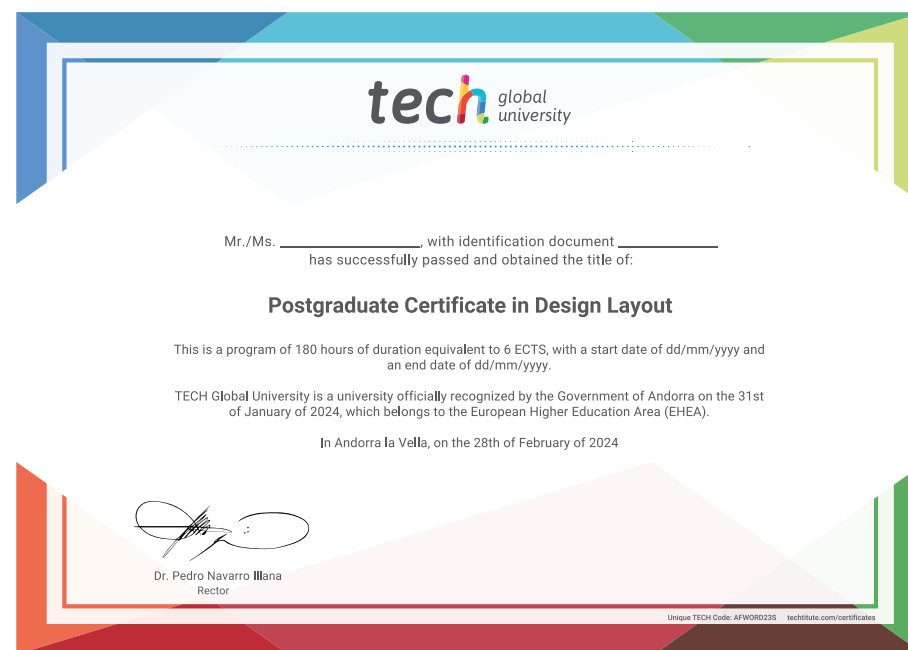 tech global
university
Mr./Ms. ____________________, with identification document ______________
has successfully passed and obtained the title of:
Postgraduate Certificate in Design Layout
This is a program of 180 hours of duration equivalent to 6 ECTS, with a start date of dd/mm/yyyy and
an end date of dd/mm/yyyy.
TECH Global University is a university officially recognized by the Government of Andorra on the 31st
of January of 2024, which belongs to the European Higher Education Area (EHEA).
In Andorra la Vella, on the 28th of February of 2024
Dr. Pedro Navarro Illana
Rector
Unique TECH Code: AFWORD23S techtitute.com/certificates